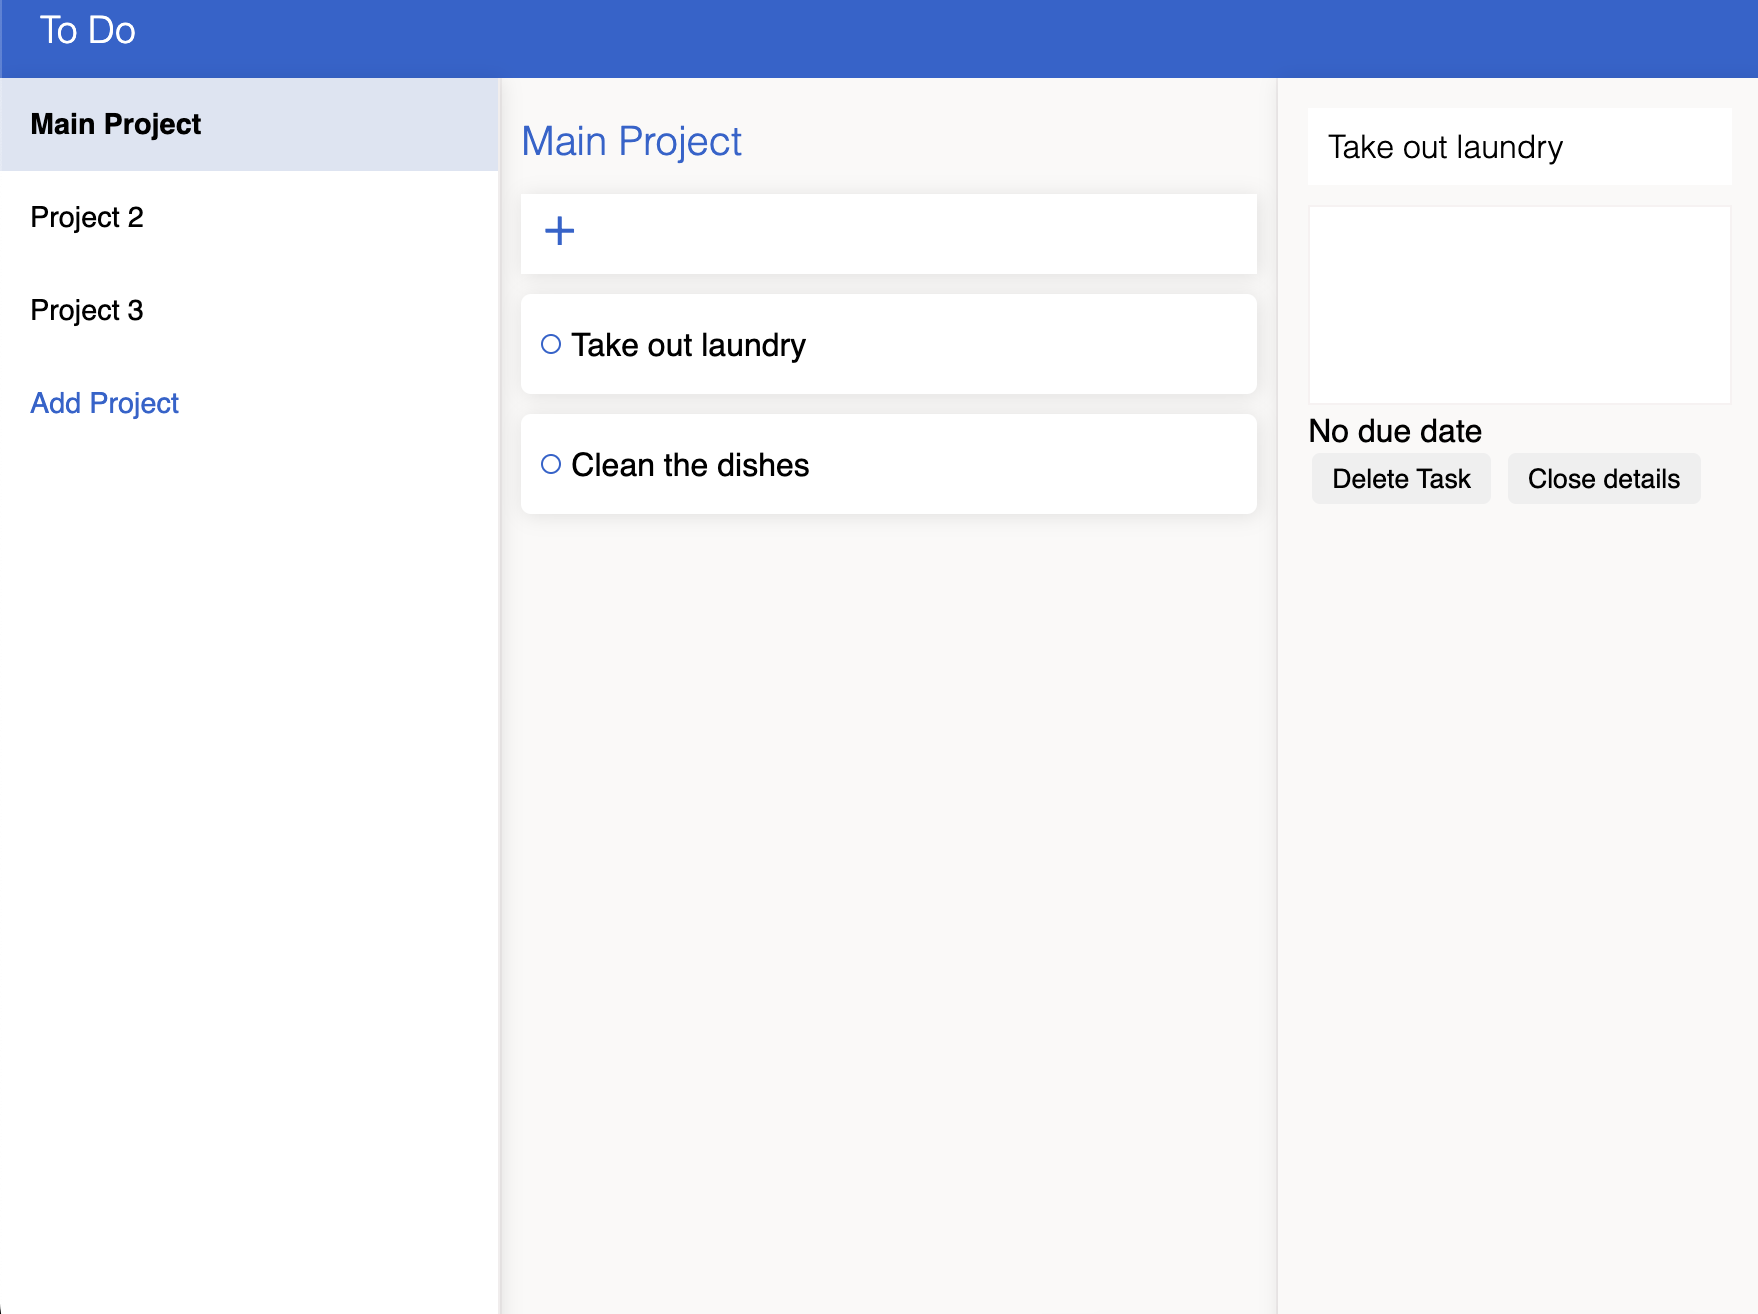 To Do
Main Project
Project 2
Project 3
Add Project
Main Project
+
Take out laundry
Clean the dishes
Take out laundry
No due date
Delete Task
Close details